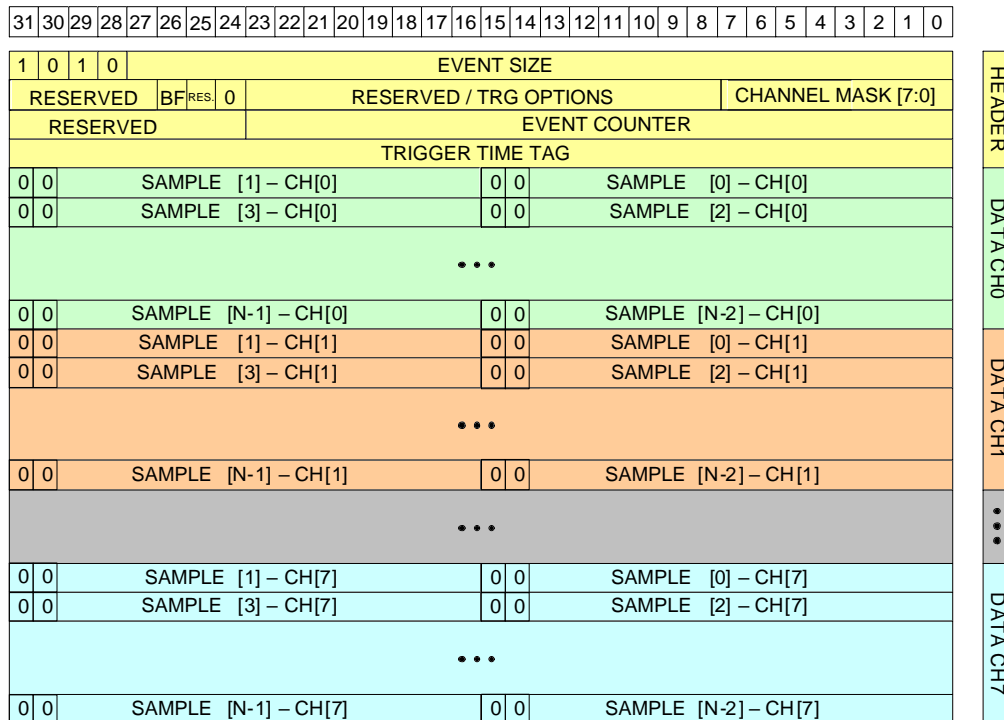 31 30 29 28 27 26 25 24 23 22 21 20 19 18 17 16 15 14 13 12 11 10 9 8 7 6 5 4 3 2 1 0
1 0 1 0 EVENT SIZE
RESERVED BF RES. 0 RESERVED / TRG OPTIONS CHANNEL MASK [7:0]
RESERVED EVENT COUNTER
TRIGGER TIME TAG
HEADER
0 0 SAMPLE [1] – CH[0] 0 0 SAMPLE [0] – CH[0]
0 0 SAMPLE [3] – CH[0] 0 0 SAMPLE [2] – CH[0]
...
0 0 SAMPLE [N-1] – CH[0] 0 0 SAMPLE [N-2] – CH[0]
DATA CH0
0 0 SAMPLE [1] – CH[1] 0 0 SAMPLE [0] – CH[1]
0 0 SAMPLE [3] – CH[1] 0 0 SAMPLE [2] – CH[1]
...
0 0 SAMPLE [N-1] – CH[1] 0 0 SAMPLE [N-2] – CH[1]
DATA CH1
...
...
0 0 SAMPLE [1] – CH[7] 0 0 SAMPLE [0] – CH[7]
0 0 SAMPLE [3] – CH[7] 0 0 SAMPLE [2] – CH[7]
...
0 0 SAMPLE [N-1] – CH[7] 0 0 SAMPLE [N-2] – CH[7]
DATA CH7